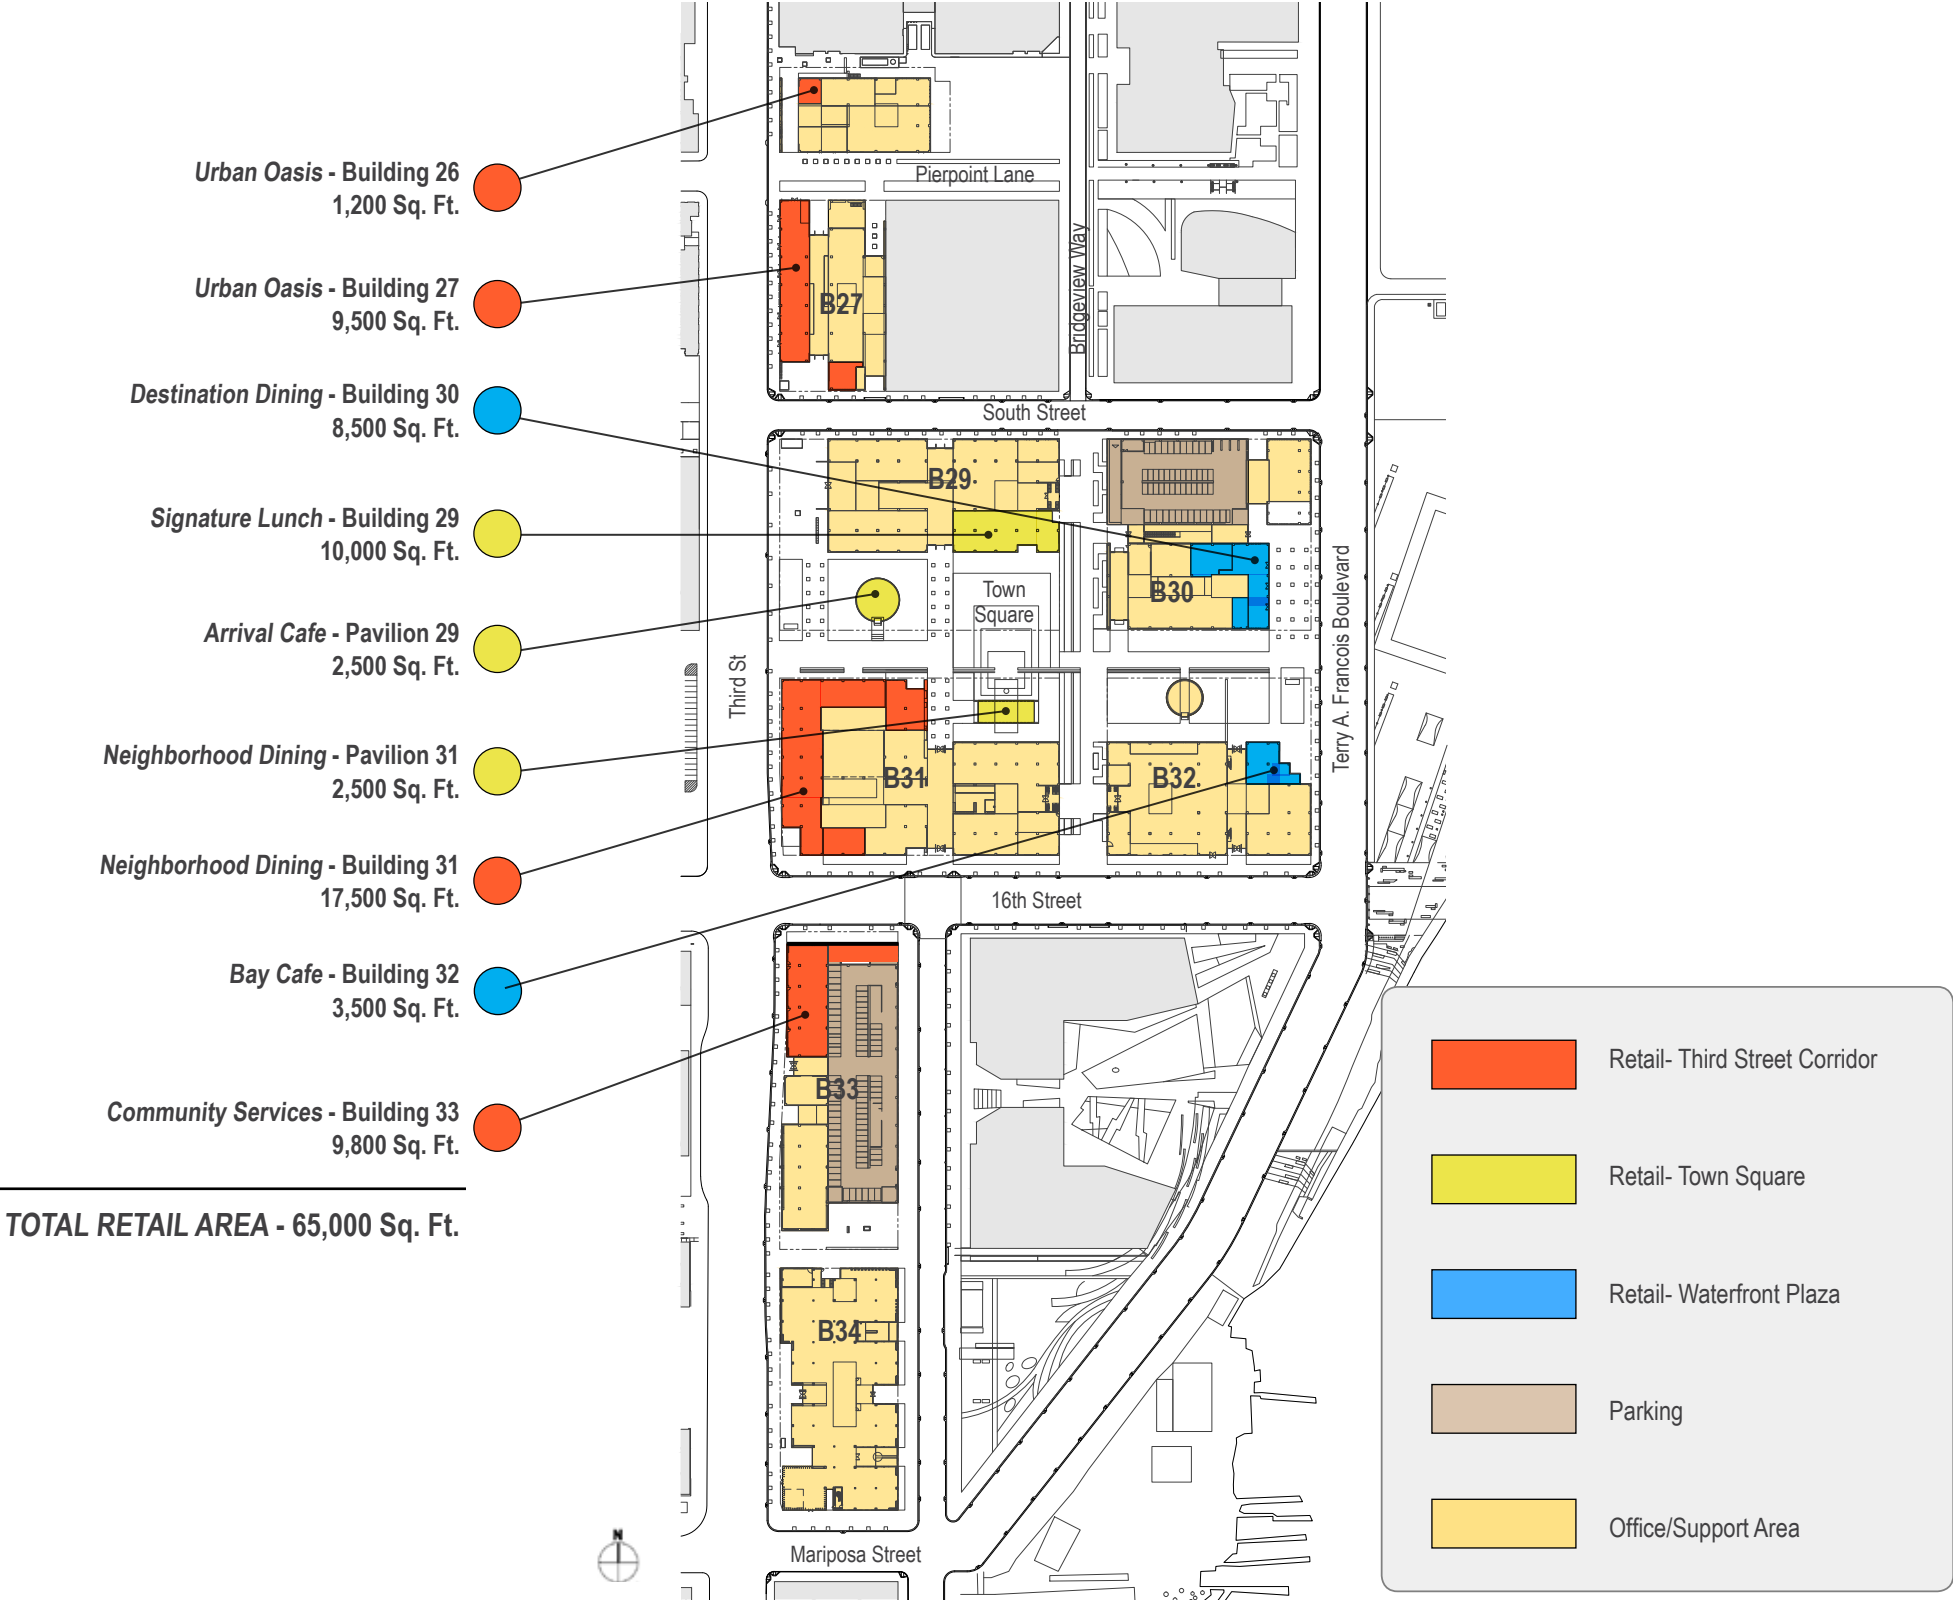 Urban Oasis - Building 26
1,200 Sq. Ft.
Urban Oasis - Building 27
9,500 Sq. Ft.
Destination Dining - Building 30
8,500 Sq. Ft.
Signature Lunch - Building 29
10,000 Sq. Ft.
Arrival Cafe - Pavilion 29
2,500 Sq. Ft.
Neighborhood Dining - Pavilion 31
2,500 Sq. Ft.
Neighborhood Dining - Building 31
17,500 Sq. Ft.
Bay Cafe - Building 32
3,500 Sq. Ft.
Community Services - Building 33
9,800 Sq. Ft.
TOTAL RETAIL AREA - 65,000 Sq. Ft.
Pierpoint Lane
Bridgeview Way
B27
South Street
B29
B30
Town
Square
Third St
Terry A. Francois Boulevard
B31
B32
16th Street
B33
B34
Mariposa Street
N
Retail- Third Street Corridor
Retail- Town Square
Retail- Waterfront Plaza
Parking
Office/Support Area